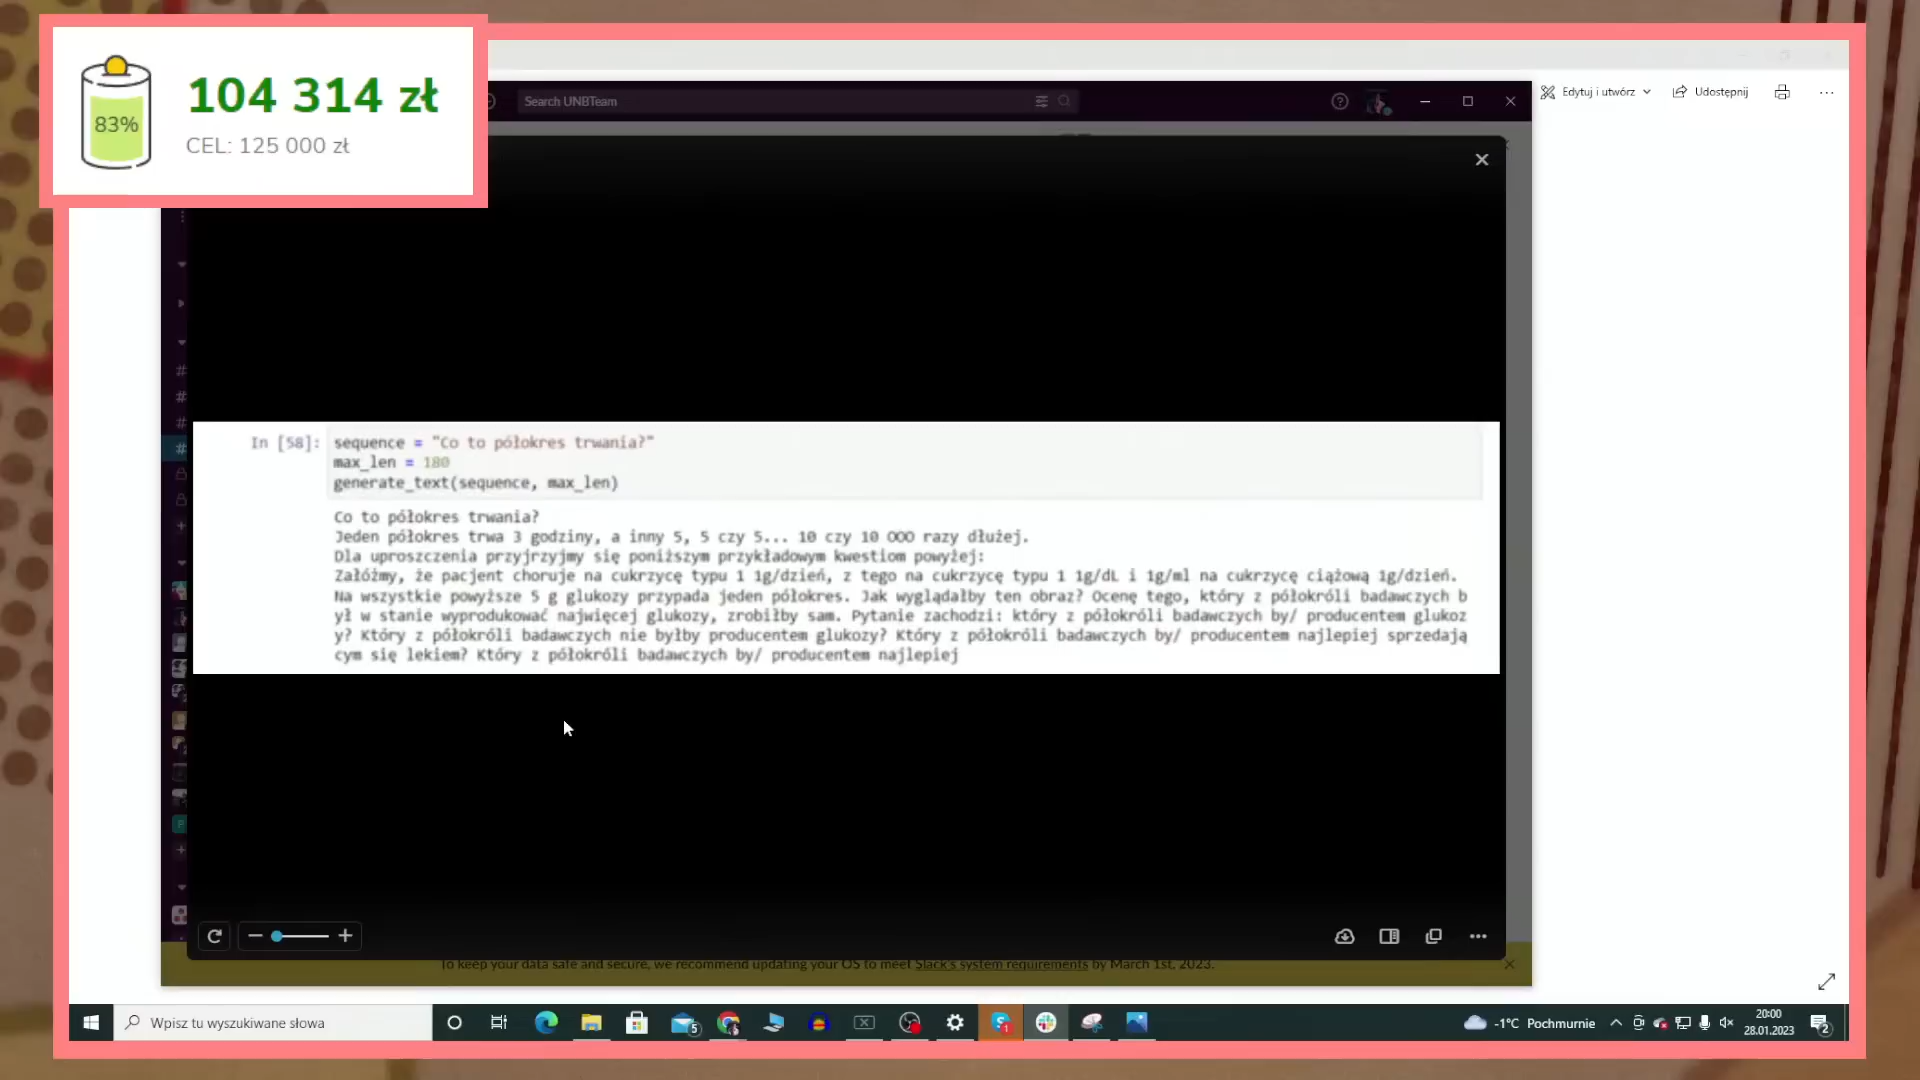 104 314 zł
83%
CEL: 125 000 zł
Search UNBTeam
Edytuj i utwórz
Udostępnij
In [58]: sequence = "Co to półokres trwania?"
max_len = 180
generate_text(sequence, max_len)
Co to półokres trwania?
Jeden półokres trwa 3 godziny, a inny 5, 5 czy 5... 10 czy 10 000 razy dłużej.
Dla uproszczenia przyjrzyjmy się poniższym przykładowym kwestiom powyżej:
Załóżmy, że pacjent choruje na cukrzycę typu 1 1g/dzień, z tego na cukrzycę typu 1 1g/dL i 1g/ml na cukrzycę ciążową 1g/dzień.
Na wszystkie powyższe 5 g glukozy przypada jeden półokres. Jak wyglądałby ten obraz? Ocenę tego, który z półokróli badawczych b
ył w stanie wyprodukować najwięcej glukozy, zrobiłby sam. Pytanie zachodzi: który z półokróli badawczych by/ producentem glukoz
y? Który z półokróli badawczych nie byłby producentem glukozy? Który z półokróli badawczych by/ producentem najlepiej sprzedają
cym się lekiem? Który z półokróli badawczych by/ producentem najlepiej
To keep your data safe and secure, we recommend updating your OS to meet Slack's system requirements by March 1st, 2023.
Wpisz tu wyszukiwane słowa
5
1
-1°C Pochmurnie
20:00
28.01.2023
2